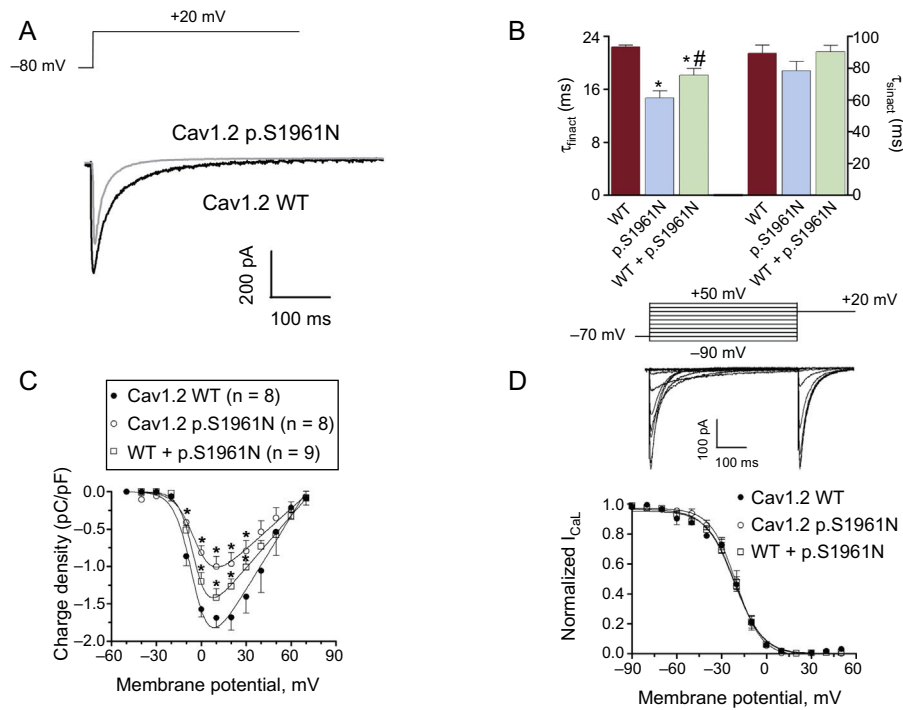 A
+20 mV
–80 mV
Cav1.2 p.S1961N
Cav1.2 WT
200 pA
100 ms
B
24
16
8
0
τfinact (ms)
100
80
60
40
20
0
τsinact (ms)
*
*#
WT
p.S1961N
WT + p.S1961N
WT
p.S1961N
WT + p.S1961N
C
Cav1.2 WT (n = 8)
Cav1.2 p.S1961N (n = 8)
WT + p.S1961N (n = 9)
0.0
–0.5
–1.0
–1.5
–2.0
Charge density (pC/pF)
* * * * *
* * * *
–60 –30 0 30 60 90
Membrane potential, mV
+50 mV
+20 mV
–70 mV
–90 mV
D
100 pA
100 ms
Cav1.2 WT
Cav1.2 p.S1961N
WT + p.S1961N
1.0
0.8
0.6
0.4
0.2
0.0
Normalized ICaL
–90 –60 –30 0 30 60
Membrane potential, mV